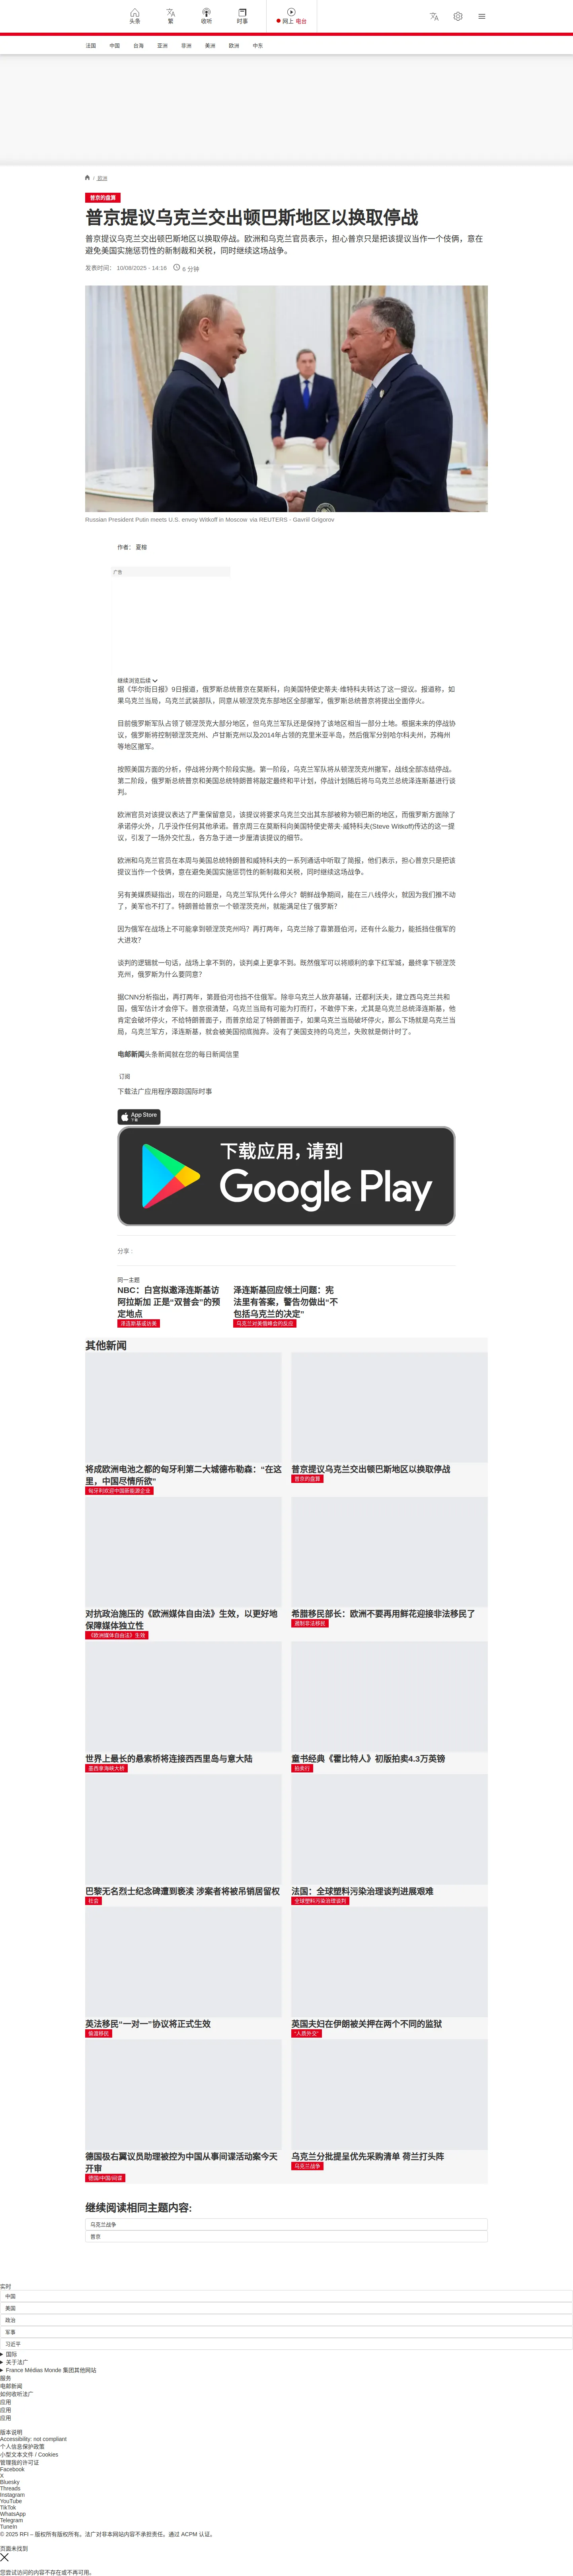 头条
繁
收听
时事
网上 电台
法国
中国
台海
亚洲
非洲
美洲
欧洲
中东
/ 欧洲
普京的盘算
普京提议乌克兰交出顿巴斯地区以换取停战
普京提议乌克兰交出顿巴斯地区以换取停战。欧洲和乌克兰官员表示，担心普京只是把该提议当作一个伎俩，意在
避免美国实施惩罚性的新制裁和关税，同时继续这场战争。
发表时间： 10/08/2025 - 14:16
6 分钟
Russian President Putin meets U.S. envoy Witkoff in Moscow via REUTERS - Gavriil Grigorov
作者： 夏榕
广告
继续浏览后续
据《华尔街日报》9日报道，俄罗斯总统普京在莫斯科，向美国特使史蒂夫·维特科夫转达了这一提议。报道称，如
果乌克兰当局，乌克兰武装部队，同意从顿涅茨克东部地区全部撤军，俄罗斯总统普京将提出全面停火。
目前俄罗斯军队占领了顿涅茨克大部分地区，但乌克兰军队还是保持了该地区相当一部分土地。根据未来的停战协
议，俄罗斯将控制顿涅茨克州、卢甘斯克州以及2014年占领的克里米亚半岛，然后俄军分别哈尔科夫州，苏梅州
等地区撤军。
按照美国方面的分析，停战将分两个阶段实施。第一阶段，乌克兰军队将从顿涅茨克州撤军，战线全部冻结停战。
第二阶段，俄罗斯总统普京和美国总统特朗普将敲定最终和平计划，停战计划随后将与乌克兰总统泽连斯基进行谈
判。
欧洲官员对该提议表达了严重保留意见，该提议将要求乌克兰交出其东部被称为顿巴斯的地区，而俄罗斯方面除了
承诺停火外，几乎没作任何其他承诺。普京周三在莫斯科向美国特使史蒂夫·威特科夫(Steve Witkoff)传达的这一提
议，引发了一场外交忙乱，各方急于进一步厘清该提议的细节。
欧洲和乌克兰官员在本周与美国总统特朗普和威特科夫的一系列通话中听取了简报，他们表示，担心普京只是把该
提议当作一个伎俩，意在避免美国实施惩罚性的新制裁和关税，同时继续这场战争。
另有美媒质疑指出，现在的问题是，乌克兰军队凭什么停火？朝鲜战争期间，能在三八线停火，就因为我们推不动
了，美军也不打了。特朗普给普京一个顿涅茨克州，就能满足住了俄罗斯？
因为俄军在战场上不可能拿到顿涅茨克州吗？再打两年，乌克兰除了靠第聂伯河，还有什么能力，能抵挡住俄军的
大进攻？
谈判的逻辑就一句话，战场上拿不到的，谈判桌上更拿不到。既然俄军可以将顺利的拿下红军城，最终拿下顿涅茨
克州，俄罗斯为什么要同意？
据CNN分析指出，再打两年，第聂伯河也挡不住俄军。除非乌克兰人放弃基辅，迁都利沃夫，建立西乌克兰共和
国，俄军估计才会停下。普京很清楚，乌克兰当局有可能为打而打，不敢停下来，尤其是乌克兰总统泽连斯基，他
肯定会破坏停火，不给特朗普面子，而普京给足了特朗普面子，如果乌克兰当局破坏停火，那么下场就是乌克兰当
局，乌克兰军方，泽连斯基，就会被美国彻底抛弃。没有了美国支持的乌克兰，失败就是倒计时了。
电邮新闻头条新闻就在您的每日新闻信里
订阅
下载法广应用程序跟踪国际时事
App Store
下载
下载应用，请到
Google Play
分享 :
同一主题
NBC：白宫拟邀泽连斯基访
阿拉斯加 正是“双普会”的预
定地点
泽连斯基或访美
泽连斯基回应领土问题：宪
法里有答案，警告勿做出“不
包括乌克兰的决定”
乌克兰对美俄峰会的反应
其他新闻
将成欧洲电池之都的匈牙利第二大城德布勒森：“在这
里，中国尽情所欲”
匈牙利欢迎中国新能源企业
普京提议乌克兰交出顿巴斯地区以换取停战
普京的盘算
对抗政治施压的《欧洲媒体自由法》生效，以更好地
保障媒体独立性
《欧洲媒体自由法》生效
希腊移民部长：欧洲不要再用鲜花迎接非法移民了
遏制非法移民
世界上最长的悬索桥将连接西西里岛与意大陆
墨西拿海峡大桥
童书经典《霍比特人》初版拍卖4.3万英镑
拍卖行
巴黎无名烈士纪念碑遭到亵渎 涉案者将被吊销居留权
社会
法国：全球塑料污染治理谈判进展艰难
全球塑料污染治理谈判
英法移民“一对一”协议将正式生效
偷渡移民
英国夫妇在伊朗被关押在两个不同的监狱
“人质外交”
德国极右翼议员助理被控为中国从事间谍活动案今天
开审
德国/中国/间谍
乌克兰分批提呈优先采购清单 荷兰打头阵
乌克兰战争
继续阅读相同主题内容:
乌克兰战争
普京
实时
中国
美国
政治
军事
习近平
国际
关于法广
France Médias Monde 集团其他网站
服务
电邮新闻
如何收听法广
应用
应用
应用
版本说明
Accessibility: not compliant
个人信息保护政策
小型文本文件 / Cookies
管理我的许可证
Facebook
X
Bluesky
Threads
Instagram
YouTube
TikTok
WhatsApp
Telegram
TuneIn
© 2025 RFI – 版权所有版权所有。法广对非本网站内容不承担责任。通过 ACPM 认证。
页面未找到
您尝试访问的内容不存在或不再可用。